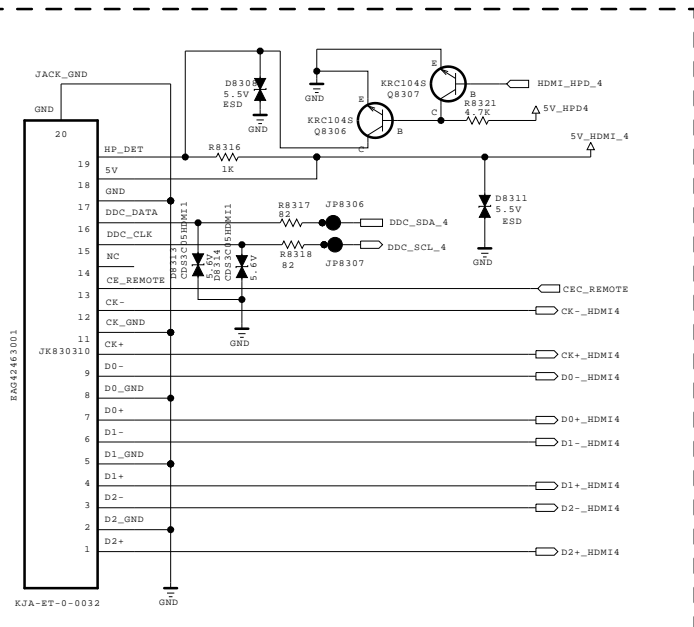 JACK_GND
GND
20
D8308
5.5V
ESD
GND
GND
KRC104S
Q8307
E
B
C
HDMI_HPD_4
KRC104S
Q8306
E
B
C
R8321
4.7K
5V_HPD4
5V_HDMI_4
HP_DET
R8316
1K
19
5V
18
GND
17
DDC_DATA
R8317
82
JP8306
DDC_SDA_4
D8311
5.5V
ESD
GND
16
DDC_CLK
R8318
82
JP8307
DDC_SCL_4
D8313
CDS3C05HDMI1
5.6V
D8314
CDS3C05HDMI1
5.6V
GND
15
NC
14
CE_REMOTE
CEC_REMOTE
13
CK-
CK-_HDMI4
12
CK_GND
11
CK+
CK+_HDMI4
JK830310
D0-
D0-_HDMI4
9
D0_GND
8
D0+
D0+_HDMI4
7
D1-
D1-_HDMI4
6
D1_GND
5
D1+
D1+_HDMI4
4
D2-
D2-_HDMI4
3
D2_GND
2
D2+
D2+_HDMI4
1
EAG42463001
KJA-ET-0-0032
GND